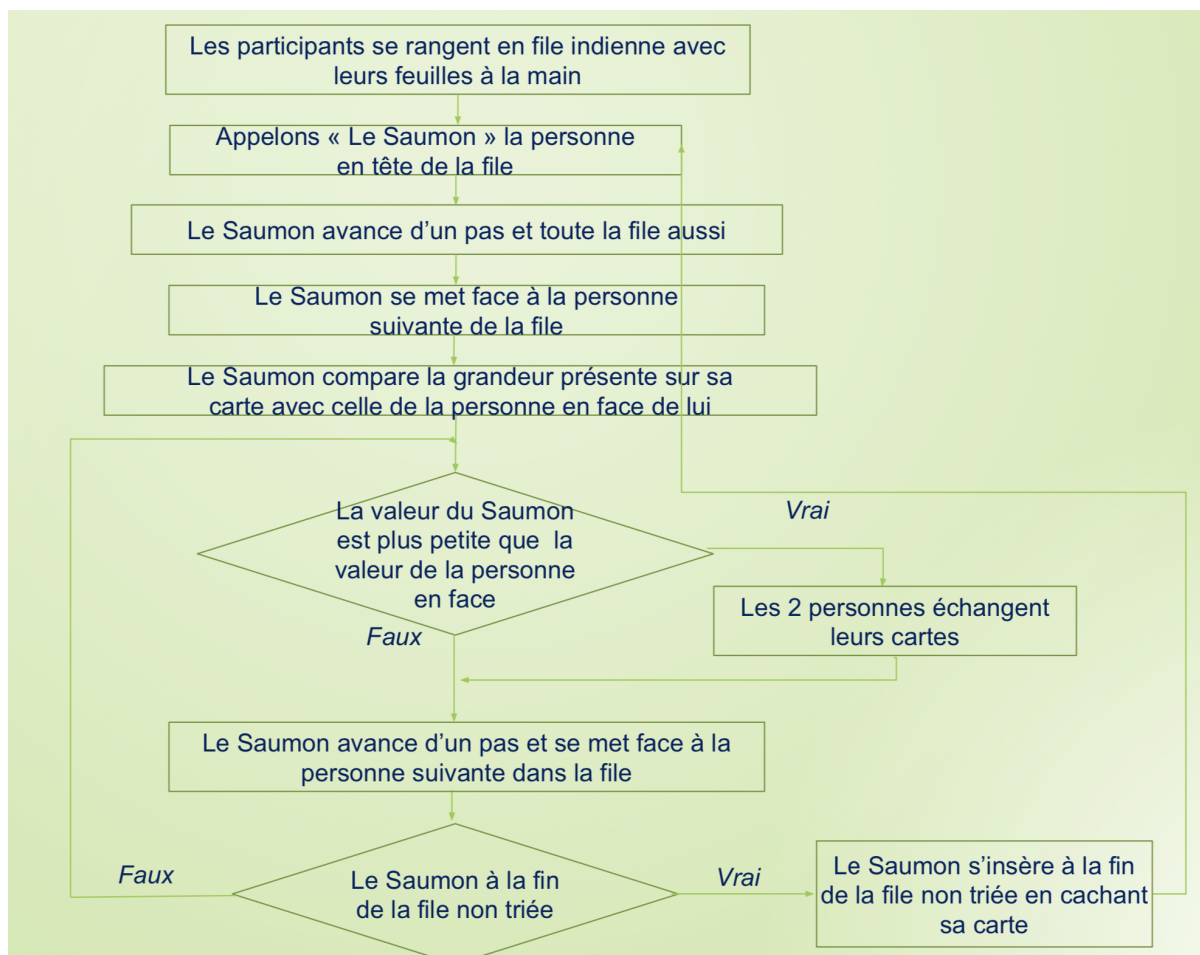 Les participants se rangent en file indienne avec
leurs feuilles à la main
Appelons « Le Saumon » la personne
en tête de la file
Le Saumon avance d’un pas et toute la file aussi
Le Saumon se met face à la personne
suivante de la file
Le Saumon compare la grandeur présente sur sa
carte avec celle de la personne en face de lui
La valeur du Saumon
est plus petite que la
valeur de la personne
en face
Vrai
Les 2 personnes échangent
leurs cartes
Faux
Le Saumon avance d’un pas et se met face à la
personne suivante dans la file
Faux
Le Saumon à la fin
de la file non triée
Vrai
Le Saumon s’insère à la fin
de la file non triée en cachant
sa carte